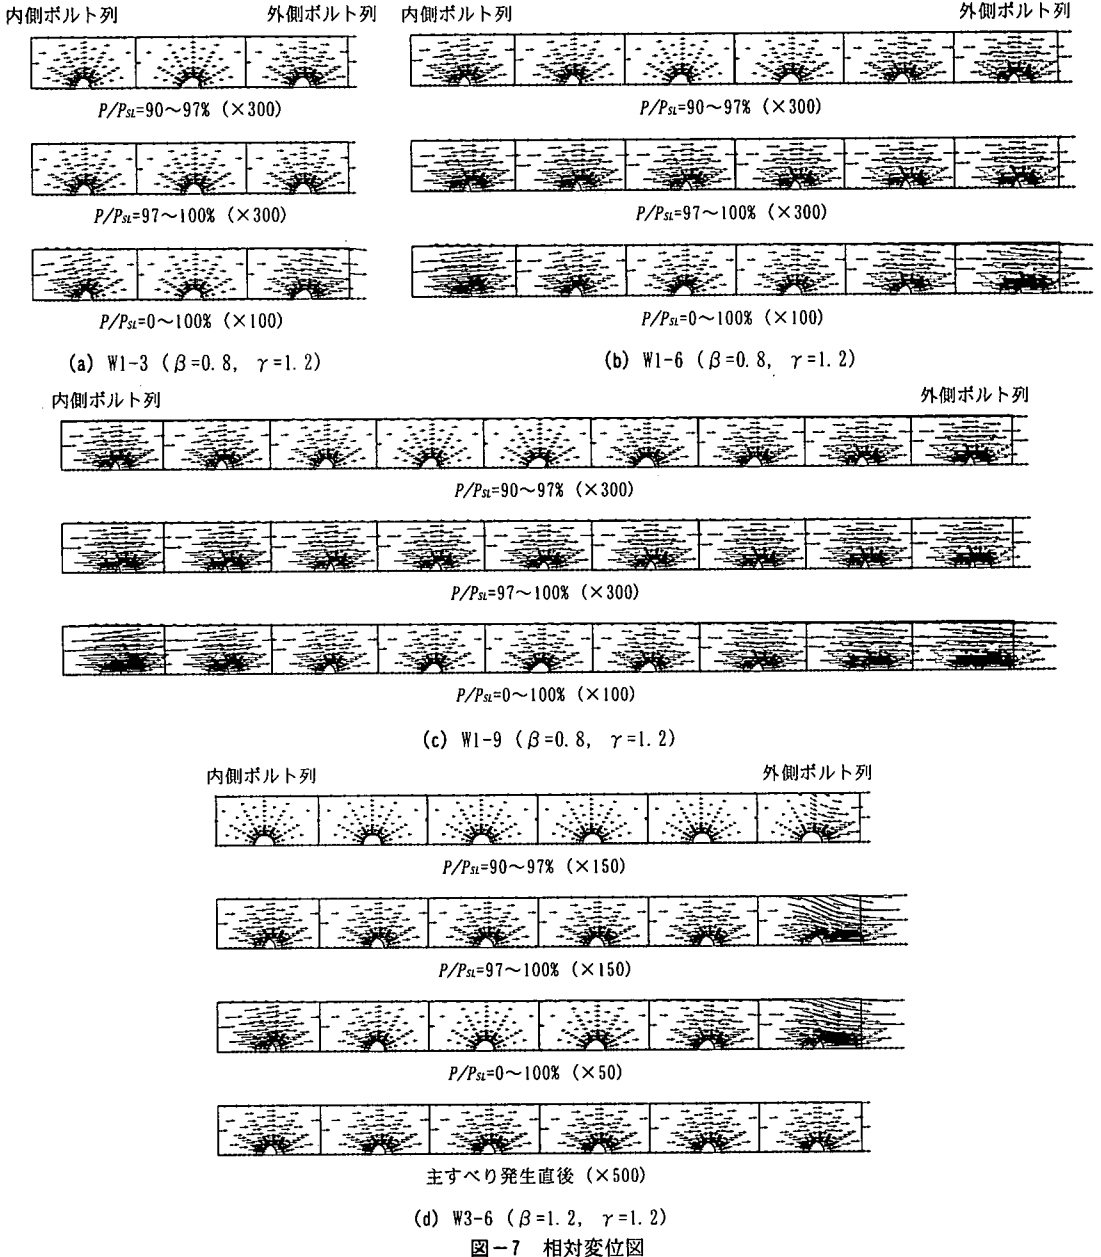 内側ボルト列 外側ボルト列
P/PSL=90～97% (×300)
P/PSL=97～100% (×300)
P/PSL=0～100% (×100)
(a) W1-3 (β=0.8, γ=1.2)
内側ボルト列 外側ボルト列
P/PSL=90～97% (×300)
P/PSL=97～100% (×300)
P/PSL=0～100% (×100)
(b) W1-6 (β=0.8, γ=1.2)
内側ボルト列 外側ボルト列
P/PSL=90～97% (×300)
P/PSL=97～100% (×300)
P/PSL=0～100% (×100)
(c) W1-9 (β=0.8, γ=1.2)
内側ボルト列 外側ボルト列
P/PSL=90～97% (×150)
P/PSL=97～100% (×150)
P/PSL=0～100% (×50)
主すべり発生直後 (×500)
(d) W3-6 (β=1.2, γ=1.2)
図－7 相対変位図